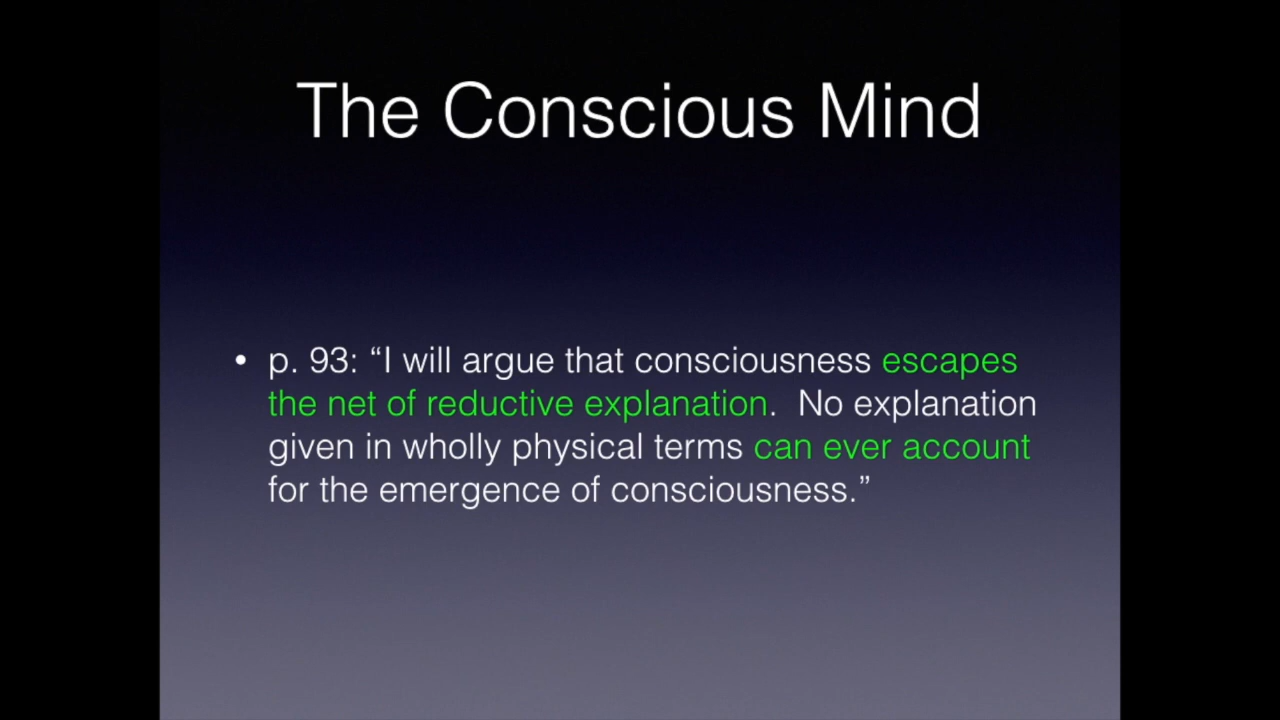 The Conscious Mind
• p. 93: “I will argue that consciousness escapes
the net of reductive explanation.  No explanation
given in wholly physical terms can ever account
for the emergence of consciousness.”